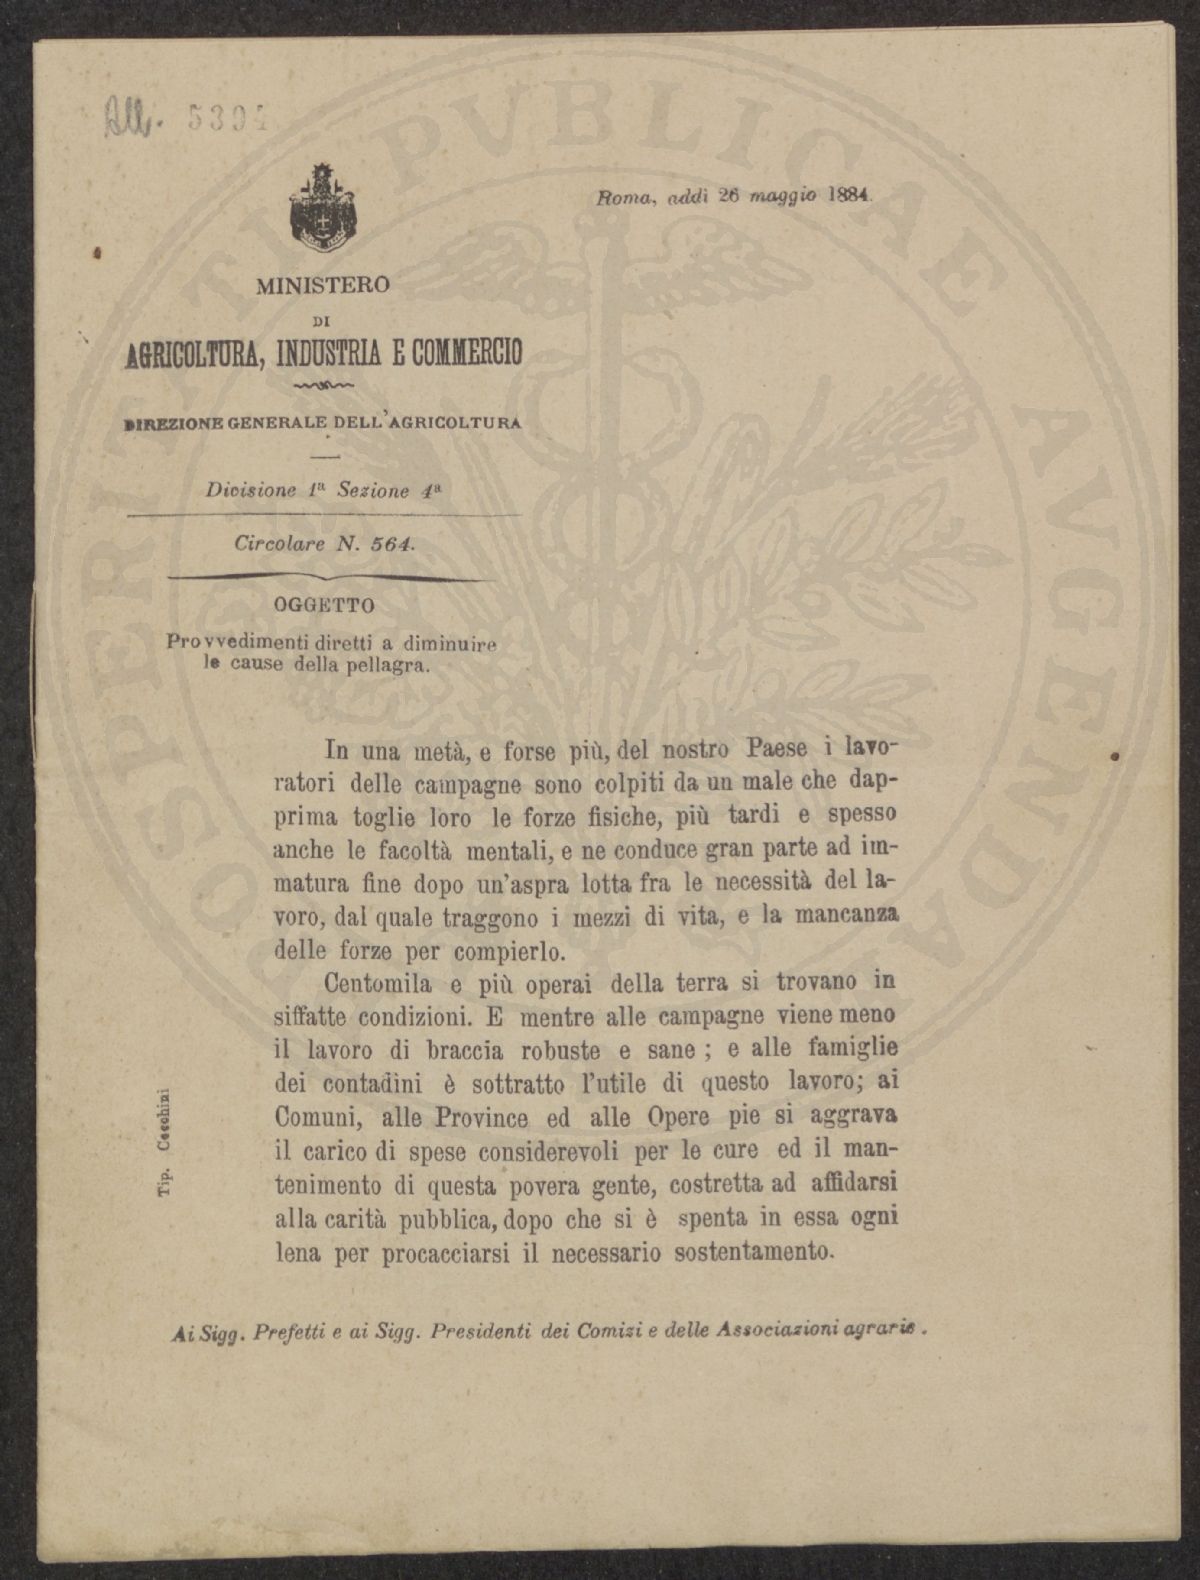 All. 5394
Roma, addì 26 maggio 1884.
MINISTERO
DI
AGRICOLTURA, INDUSTRIA E COMMERCIO
DIREZIONE GENERALE DELL'AGRICOLTURA
Divisione 1ª Sezione 4ª
Circolare N. 564.
OGGETTO
Provvedimenti diretti a diminuire
le cause della pellagra.
In una metà, e forse più, del nostro Paese i lavo-
ratori delle campagne sono colpiti da un male che dap-
prima toglie loro le forze fisiche, più tardi e spesso
anche le facoltà mentali, e ne conduce gran parte ad im-
matura fine dopo un'aspra lotta fra le necessità del la-
voro, dal quale traggono i mezzi di vita, e la mancanza
delle forze per compierlo.
Centomila e più operai della terra si trovano in
siffatte condizioni. E mentre alle campagne viene meno
il lavoro di braccia robuste e sane ; e alle famiglie
dei contadini è sottratto l'utile di questo lavoro; ai
Comuni, alle Province ed alle Opere pie si aggrava
il carico di spese considerevoli per le cure ed il man-
tenimento di questa povera gente, costretta ad affidarsi
alla carità pubblica, dopo che si è spenta in essa ogni
lena per procacciarsi il necessario sostentamento.
Tip. Cecchini
Ai Sigg. Prefetti e ai Sigg. Presidenti dei Comizi e delle Associazioni agrarie.
PROSPERITATI PVBLICAE AVGENDAE